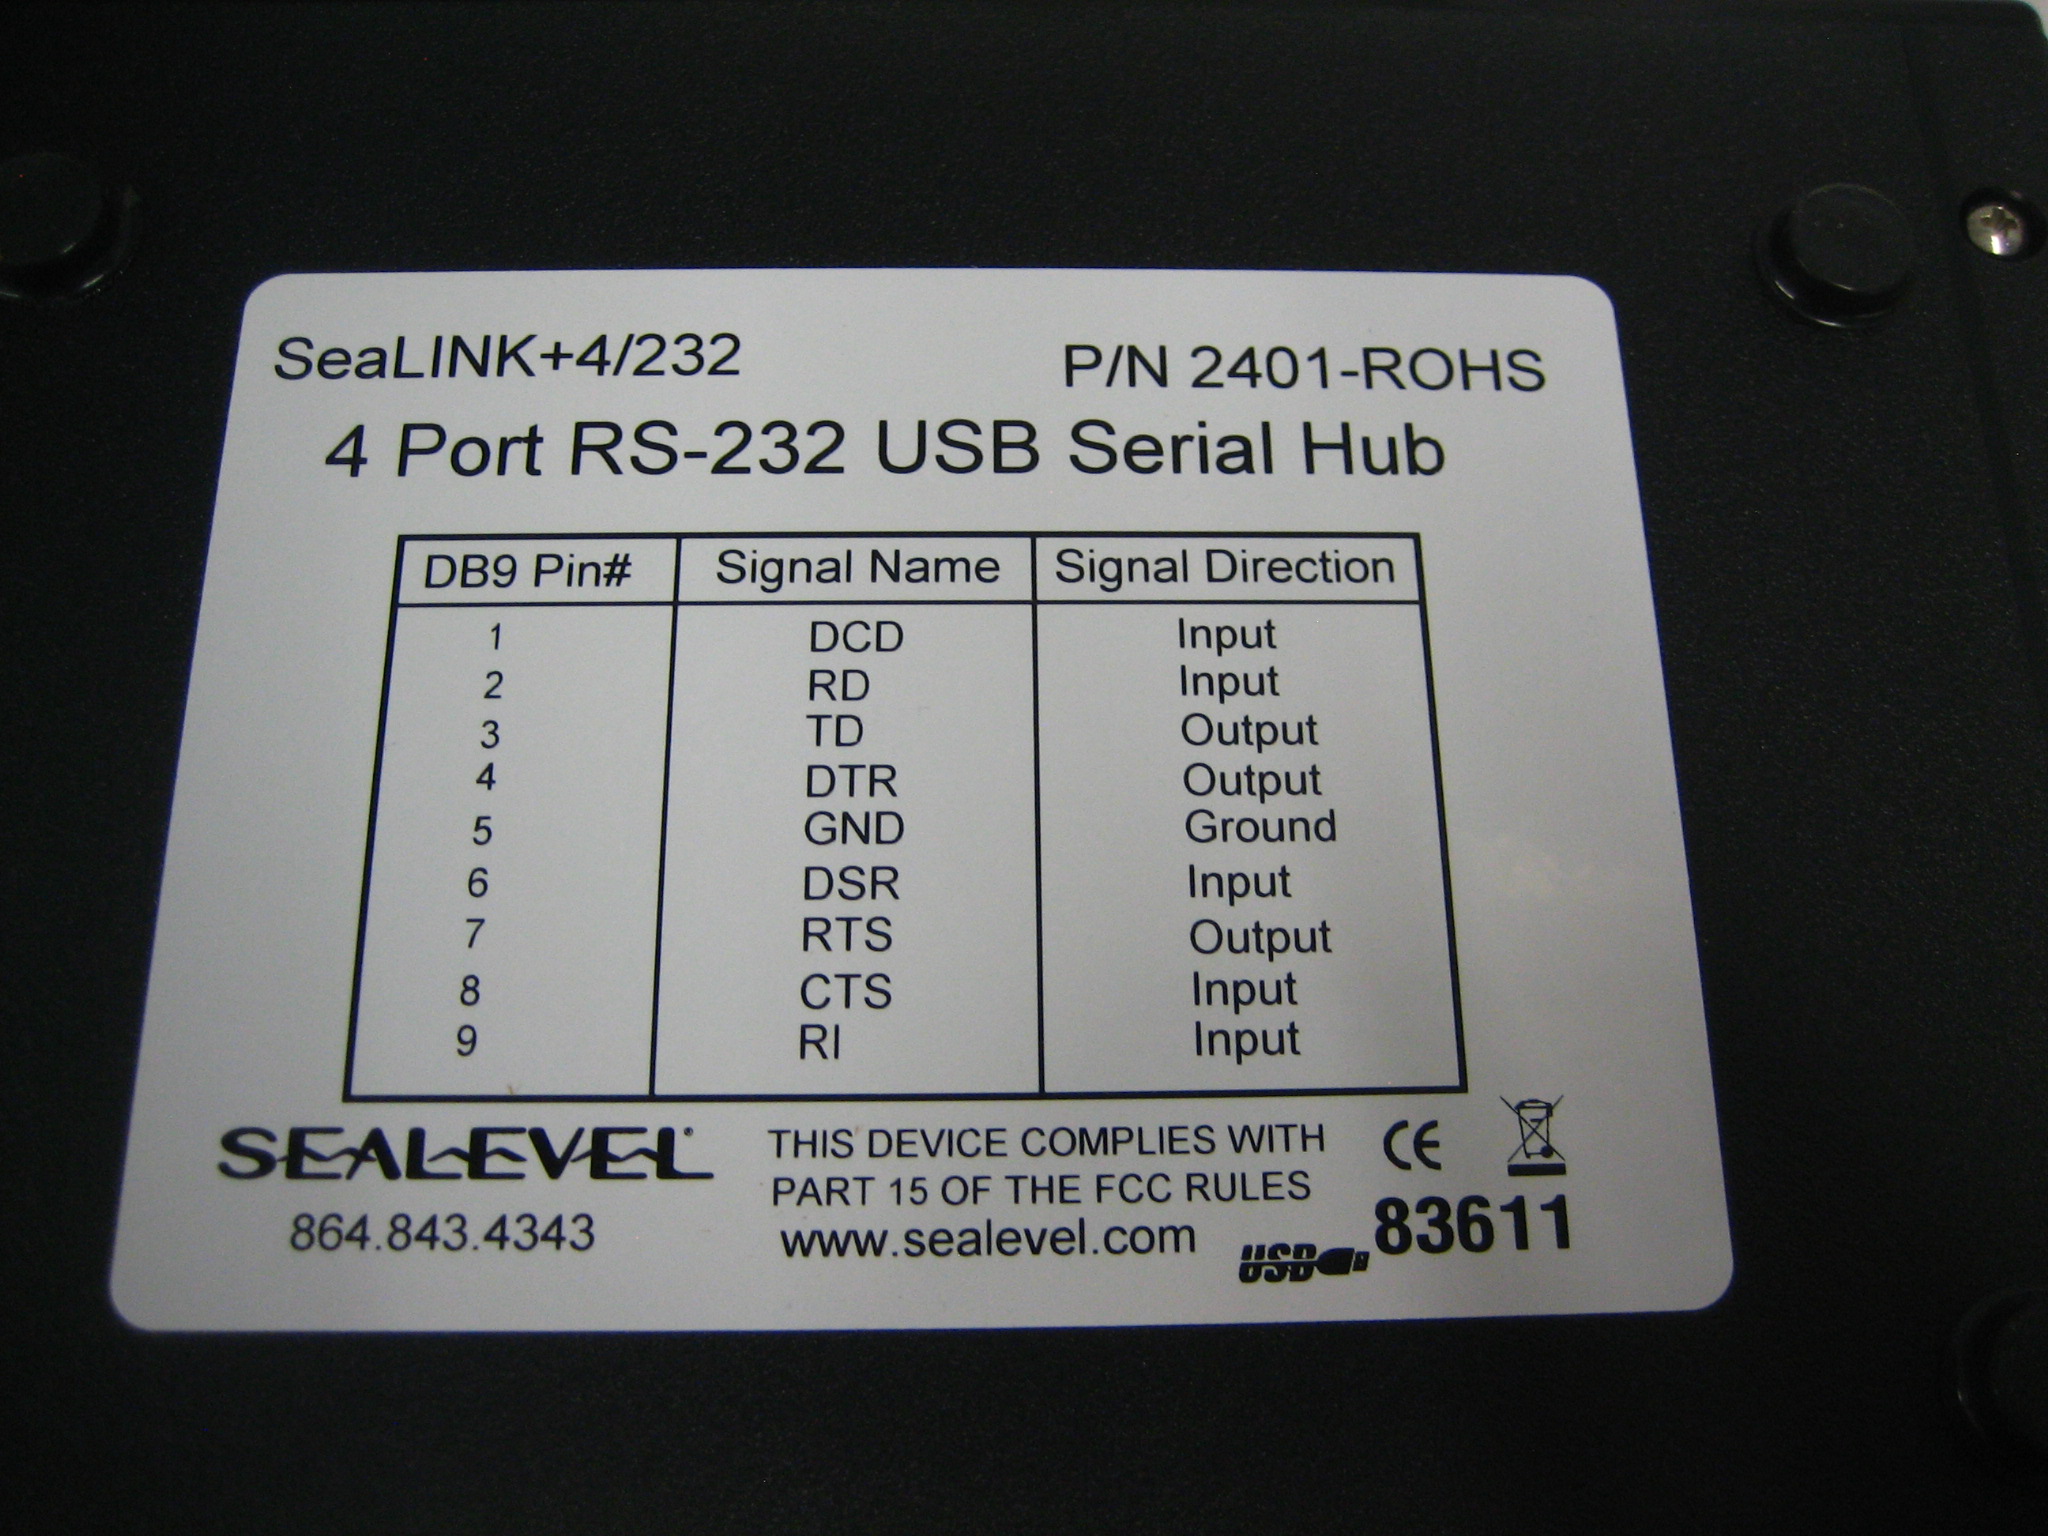 SeaLINK+4/232 P/N 2401-ROHS
4 Port RS-232 USB Serial Hub
DB9 Pin# Signal Name Signal Direction
1 DCD Input
2 RD Input
3 TD Output
4 DTR Output
5 GND Ground
6 DSR Input
7 RTS Output
8 CTS Input
9 RI Input
SEALEVEL® THIS DEVICE COMPLIES WITH CE
PART 15 OF THE FCC RULES
864.843.4343 www.sealevel.com USB 83611